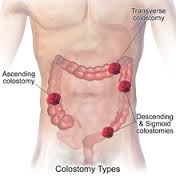 Transverse
colostomy
Ascending
colostomy
Descending
& Sigmoid
colostomies
Colostomy Types